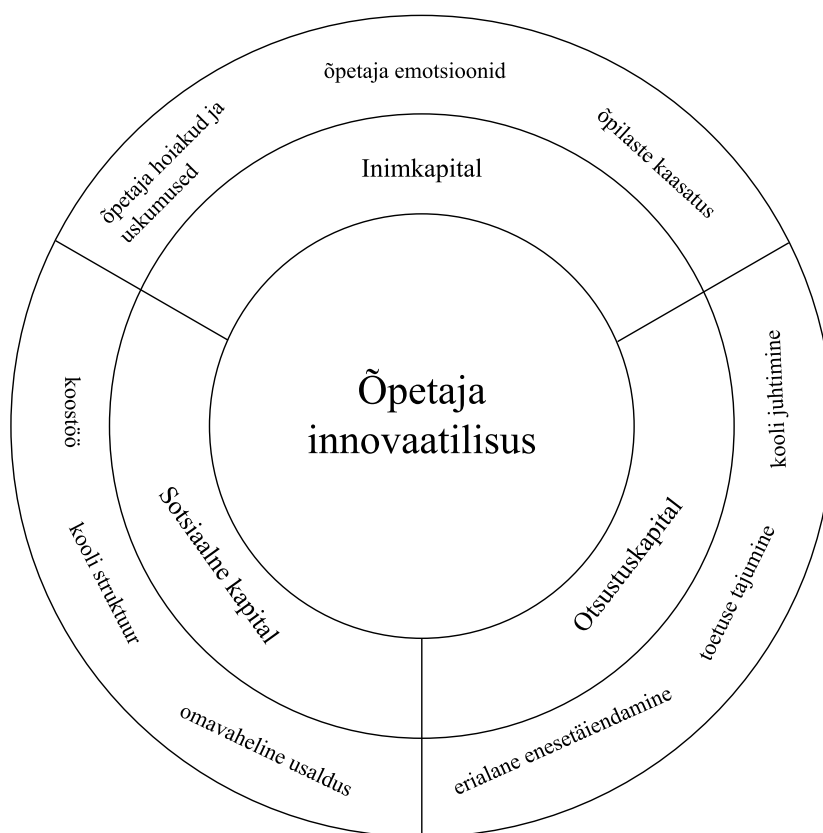 õpetaja emotsioonid
õpetaja hoiakud ja
uskumused
õpilaste kaasatus
Inimkapital
kooli juhtimine
koostöö
Õpetaja
innovaatilisus
Sotsiaalne kapital
Otsustuskapital
kooli struktuur
toetuse tajumine
omavaheline usaldus
erialane enesetäiendamine